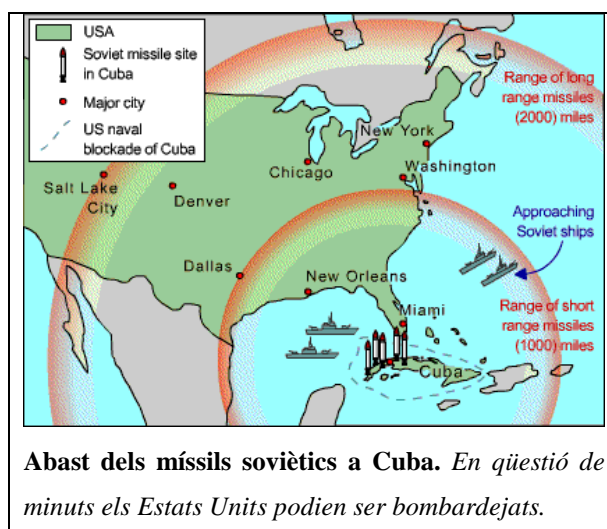 USA
Soviet missile site
in Cuba
Major city
US naval
blockade of Cuba
Range of long
range missiles
(2000) miles
New York
Chicago
Washington
Salt Lake
City
Denver
Approaching
Soviet ships
Dallas
New Orleans
Miami
Range of short
range missiles
(1000) miles
Cuba
Abast dels míssils soviètics a Cuba. En qüestió de
minuts els Estats Units podien ser bombardejats.